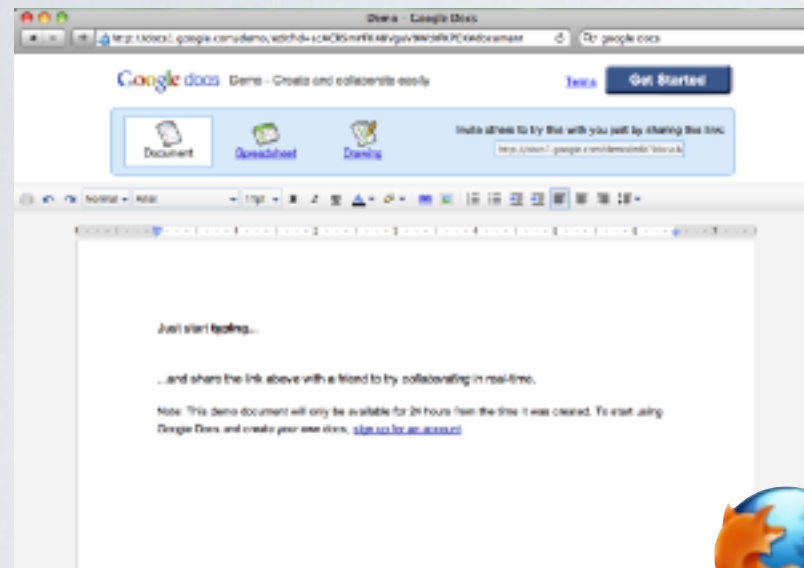 Demo - Google Docs
google docs
Google docs Demo - Create and collaborate easily
Terms
Get Started
Document
Spreadsheet
Drawing
Invite others to try this with you just by sharing this link:
Normal
Arial
11pt
Just start typing...
...and share the link above with a friend to try collaborating in real-time.
Note: This demo document will only be available for 24 hours from the time it was created. To start using
Google Docs and create your own docs, sign up for an account